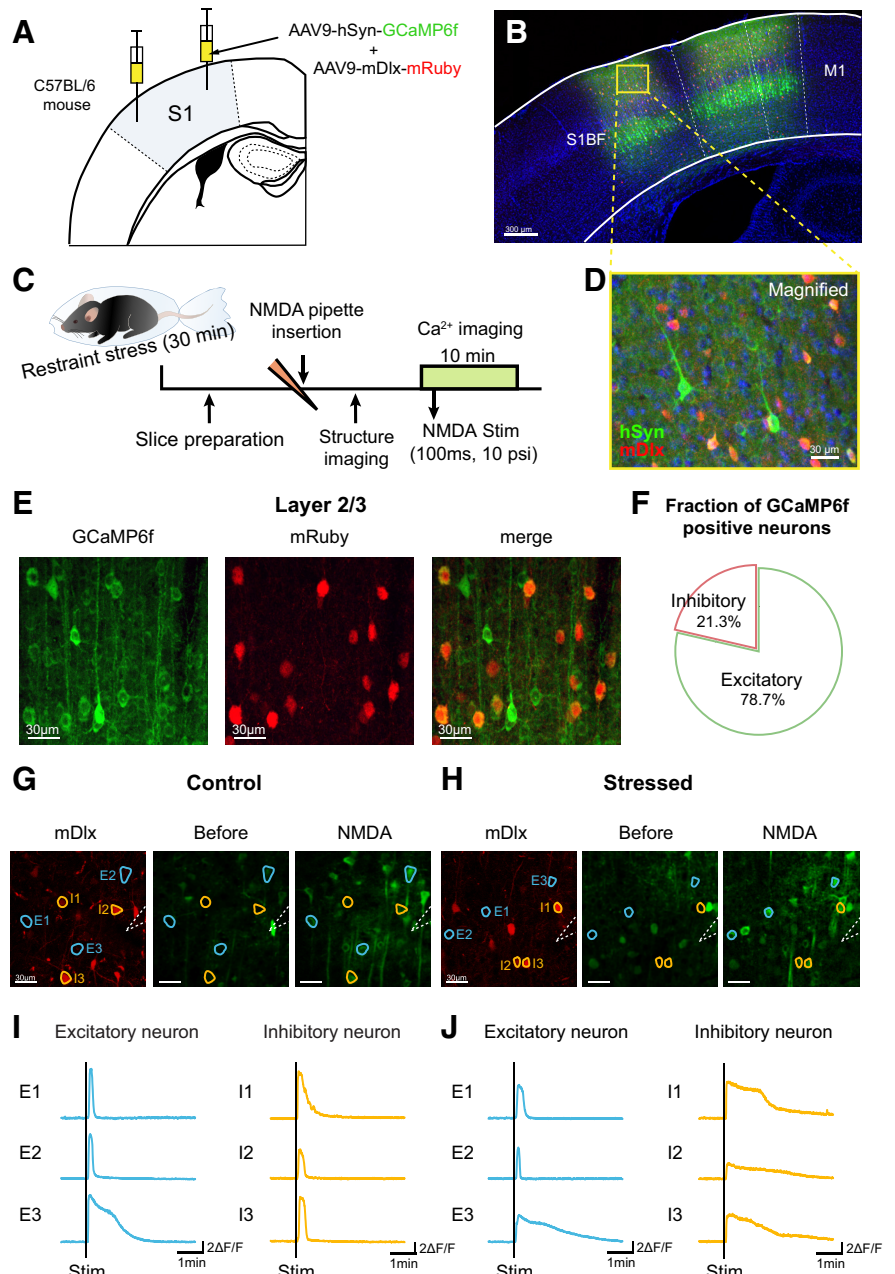 A
AAV9-hSyn-GCaMP6f
+
AAV9-mDlx-mRuby
C57BL/6
mouse
S1
B
M1
S1BF
300 µm
C
Restraint stress (30 min)
NMDA pipette
insertion
Ca²⁺ imaging
10 min
Slice preparation
Structure
imaging
NMDA Stim
(100ms, 10 psi)
D
Magnified
hSyn
mDlx
30 µm
E
Layer 2/3
GCaMP6f
mRuby
merge
30µm
30µm
30µm
F
Fraction of GCaMP6f
positive neurons
Inhibitory
21.3%
Excitatory
78.7%
G
Control
mDlx
Before
NMDA
E2
I1
I2
E1
E3
I3
30µm
H
Stressed
mDlx
Before
NMDA
E3
E1
I1
E2
I2
I3
30µm
I
Excitatory neuron
Inhibitory neuron
E1
I1
E2
I2
E3
I3
2ΔF/F
1min
2ΔF/F
1min
Stim
Stim
J
Excitatory neuron
Inhibitory neuron
E1
I1
E2
I2
E3
I3
2ΔF/F
1min
2ΔF/F
1min
Stim
Stim